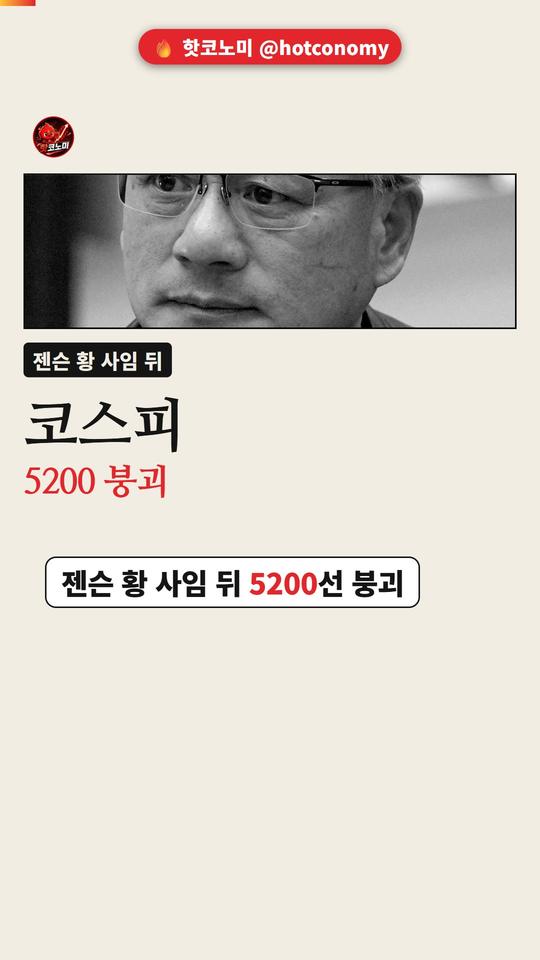 핫코노미 @hotconomy
핫코노미
젠슨 황 사임 뒤
코스피
5200 붕괴
젠슨 황 사임 뒤 5200선 붕괴